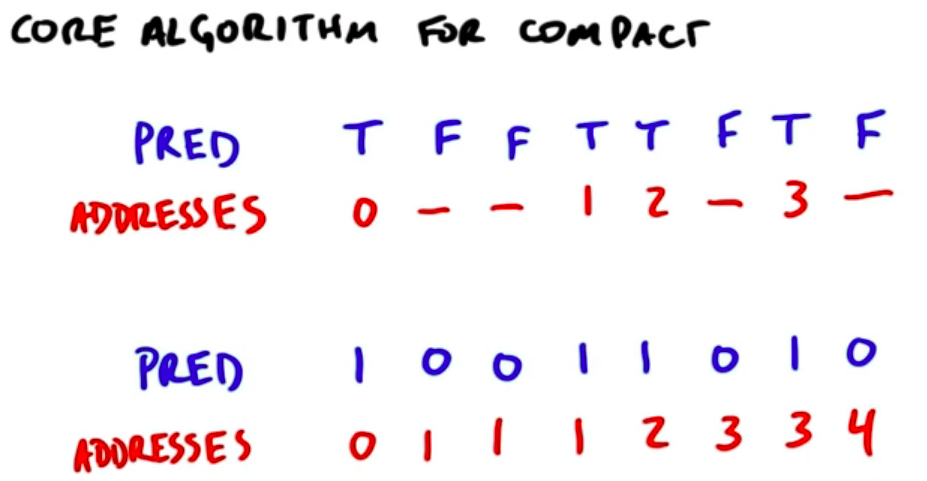 CORE ALGORITHM FOR COMPACT
PRED T F F T T F T F
ADDRESSES 0 — — 1 2 — 3 —
PRED 1 0 0 1 1 0 1 0
ADDRESSES 0 1 1 1 2 3 3 4